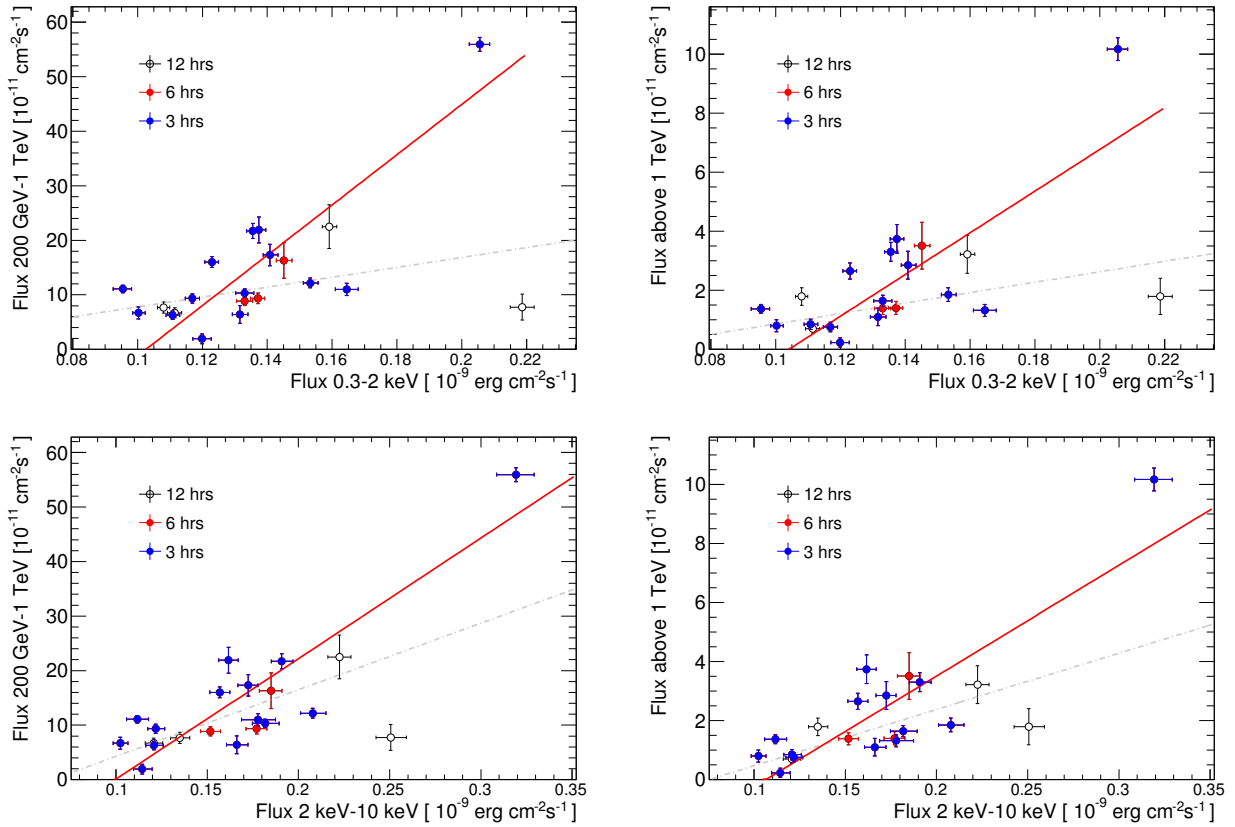 Flux 200 GeV-1 TeV [10⁻¹¹ cm⁻²s⁻¹]
60
50
40
30
20
10
0
12 hrs
6 hrs
3 hrs
0.08 0.1 0.12 0.14 0.16 0.18 0.2 0.22
Flux 0.3-2 keV [ 10⁻⁹ erg cm⁻²s⁻¹]
Flux above 1 TeV [10⁻¹¹ cm⁻²s⁻¹]
10
8
6
4
2
0
12 hrs
6 hrs
3 hrs
0.08 0.1 0.12 0.14 0.16 0.18 0.2 0.22
Flux 0.3-2 keV [ 10⁻⁹ erg cm⁻²s⁻¹]
Flux 200 GeV-1 TeV [10⁻¹¹ cm⁻²s⁻¹]
60
50
40
30
20
10
0
12 hrs
6 hrs
3 hrs
0.1 0.15 0.2 0.25 0.3 0.35
Flux 2 keV-10 keV [ 10⁻⁹ erg cm⁻²s⁻¹]
Flux above 1 TeV [10⁻¹¹ cm⁻²s⁻¹]
10
8
6
4
2
0
12 hrs
6 hrs
3 hrs
0.1 0.15 0.2 0.25 0.3 0.35
Flux 2 keV-10 keV [ 10⁻⁹ erg cm⁻²s⁻¹]